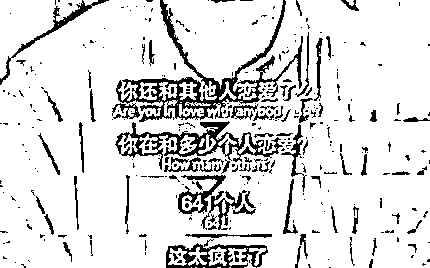 你还和其他人恋爱了么
Are you in love with anybody else?
你在和多少个人恋爱?
How many others?
641个人
641
这太疯狂了